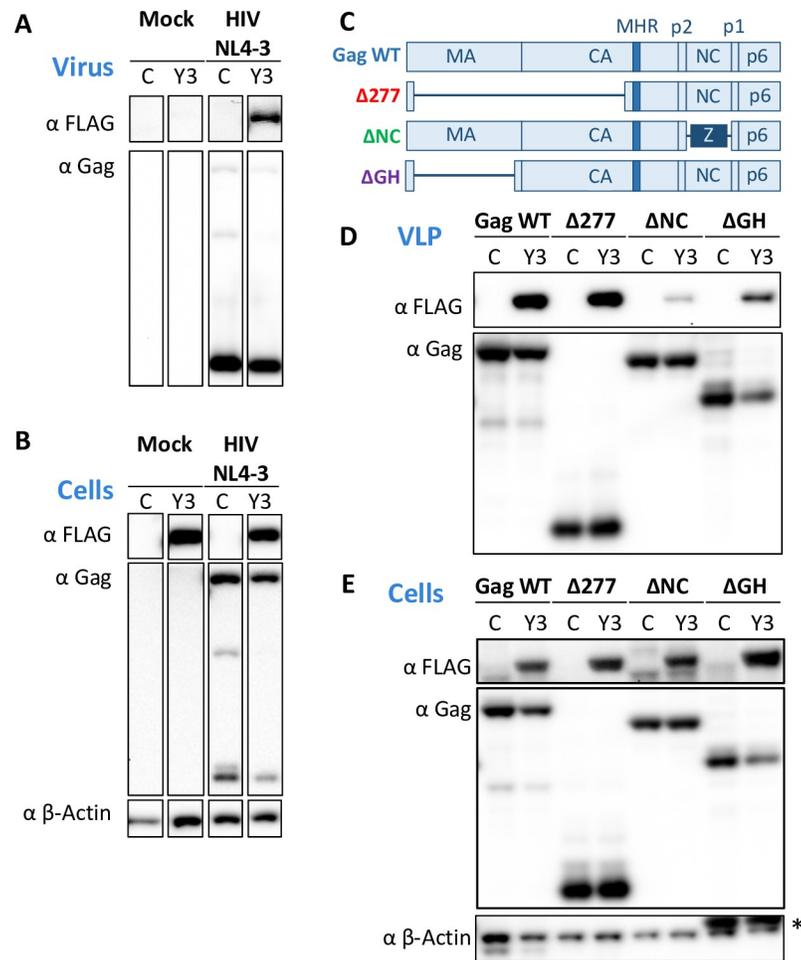 A
Mock HIV
NL4-3
Virus
C Y3 C Y3
α FLAG
α Gag
B
Mock HIV
NL4-3
Cells
C Y3 C Y3
α FLAG
α Gag
α β-Actin
C
MHR p2 p1
Gag WT MA CA NC p6
Δ277 NC p6
ΔNC MA CA Z p6
ΔGH CA NC p6
D
VLP
Gag WT Δ277 ΔNC ΔGH
C Y3 C Y3 C Y3 C Y3
α FLAG
α Gag
E
Cells
Gag WT Δ277 ΔNC ΔGH
C Y3 C Y3 C Y3 C Y3
α FLAG
α Gag
α β-Actin *